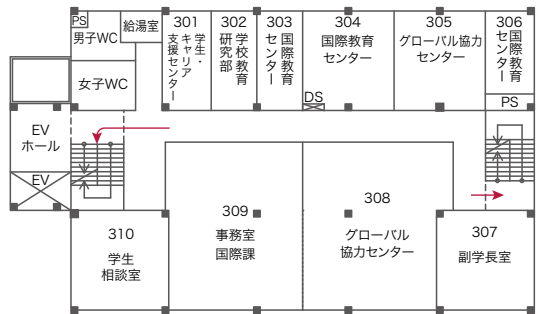 PS
男子WC
給湯室
女子WC
301
学生・
キャリア
支援センター
302
学校教育
研究部
303
国際教育
センター
304
国際教育
センター
305
グローバル協力
センター
306
国際教育
センター
PS
DS
EV
ホール
EV
310
学生
相談室
309
事務室
国際課
308
グローバル
協力センター
307
副学長室